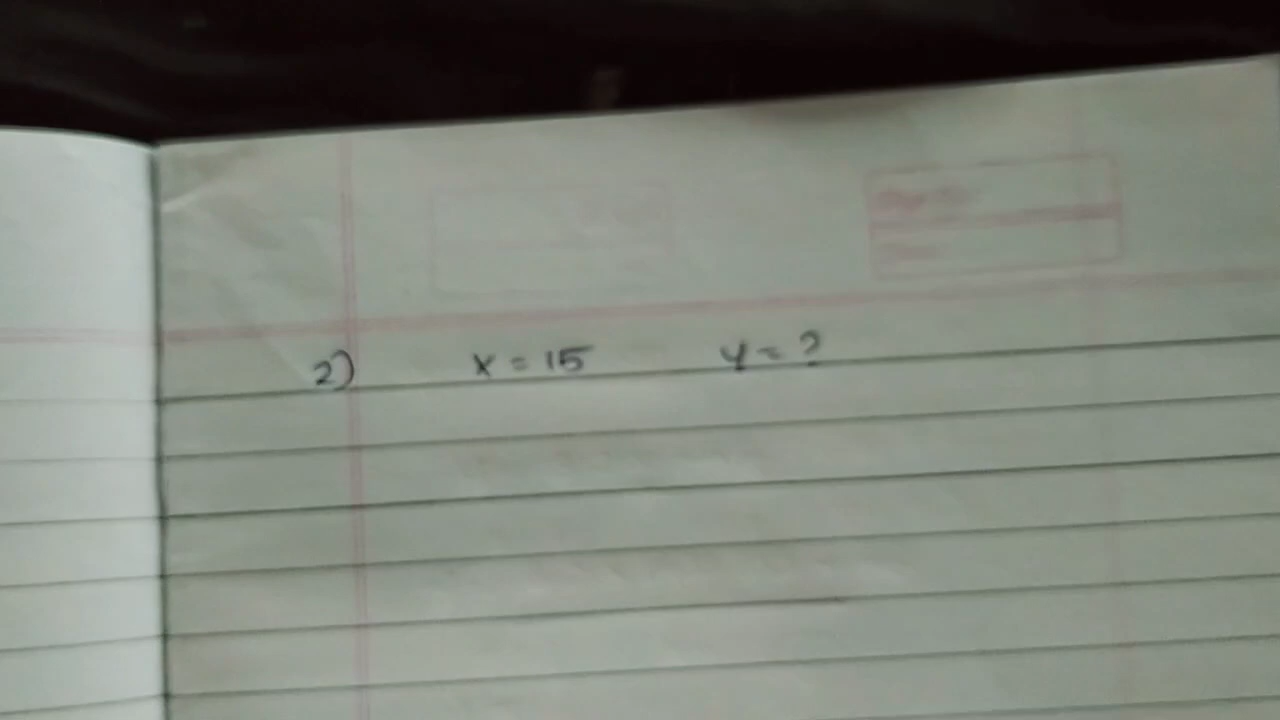 2) x = 15 y = ?